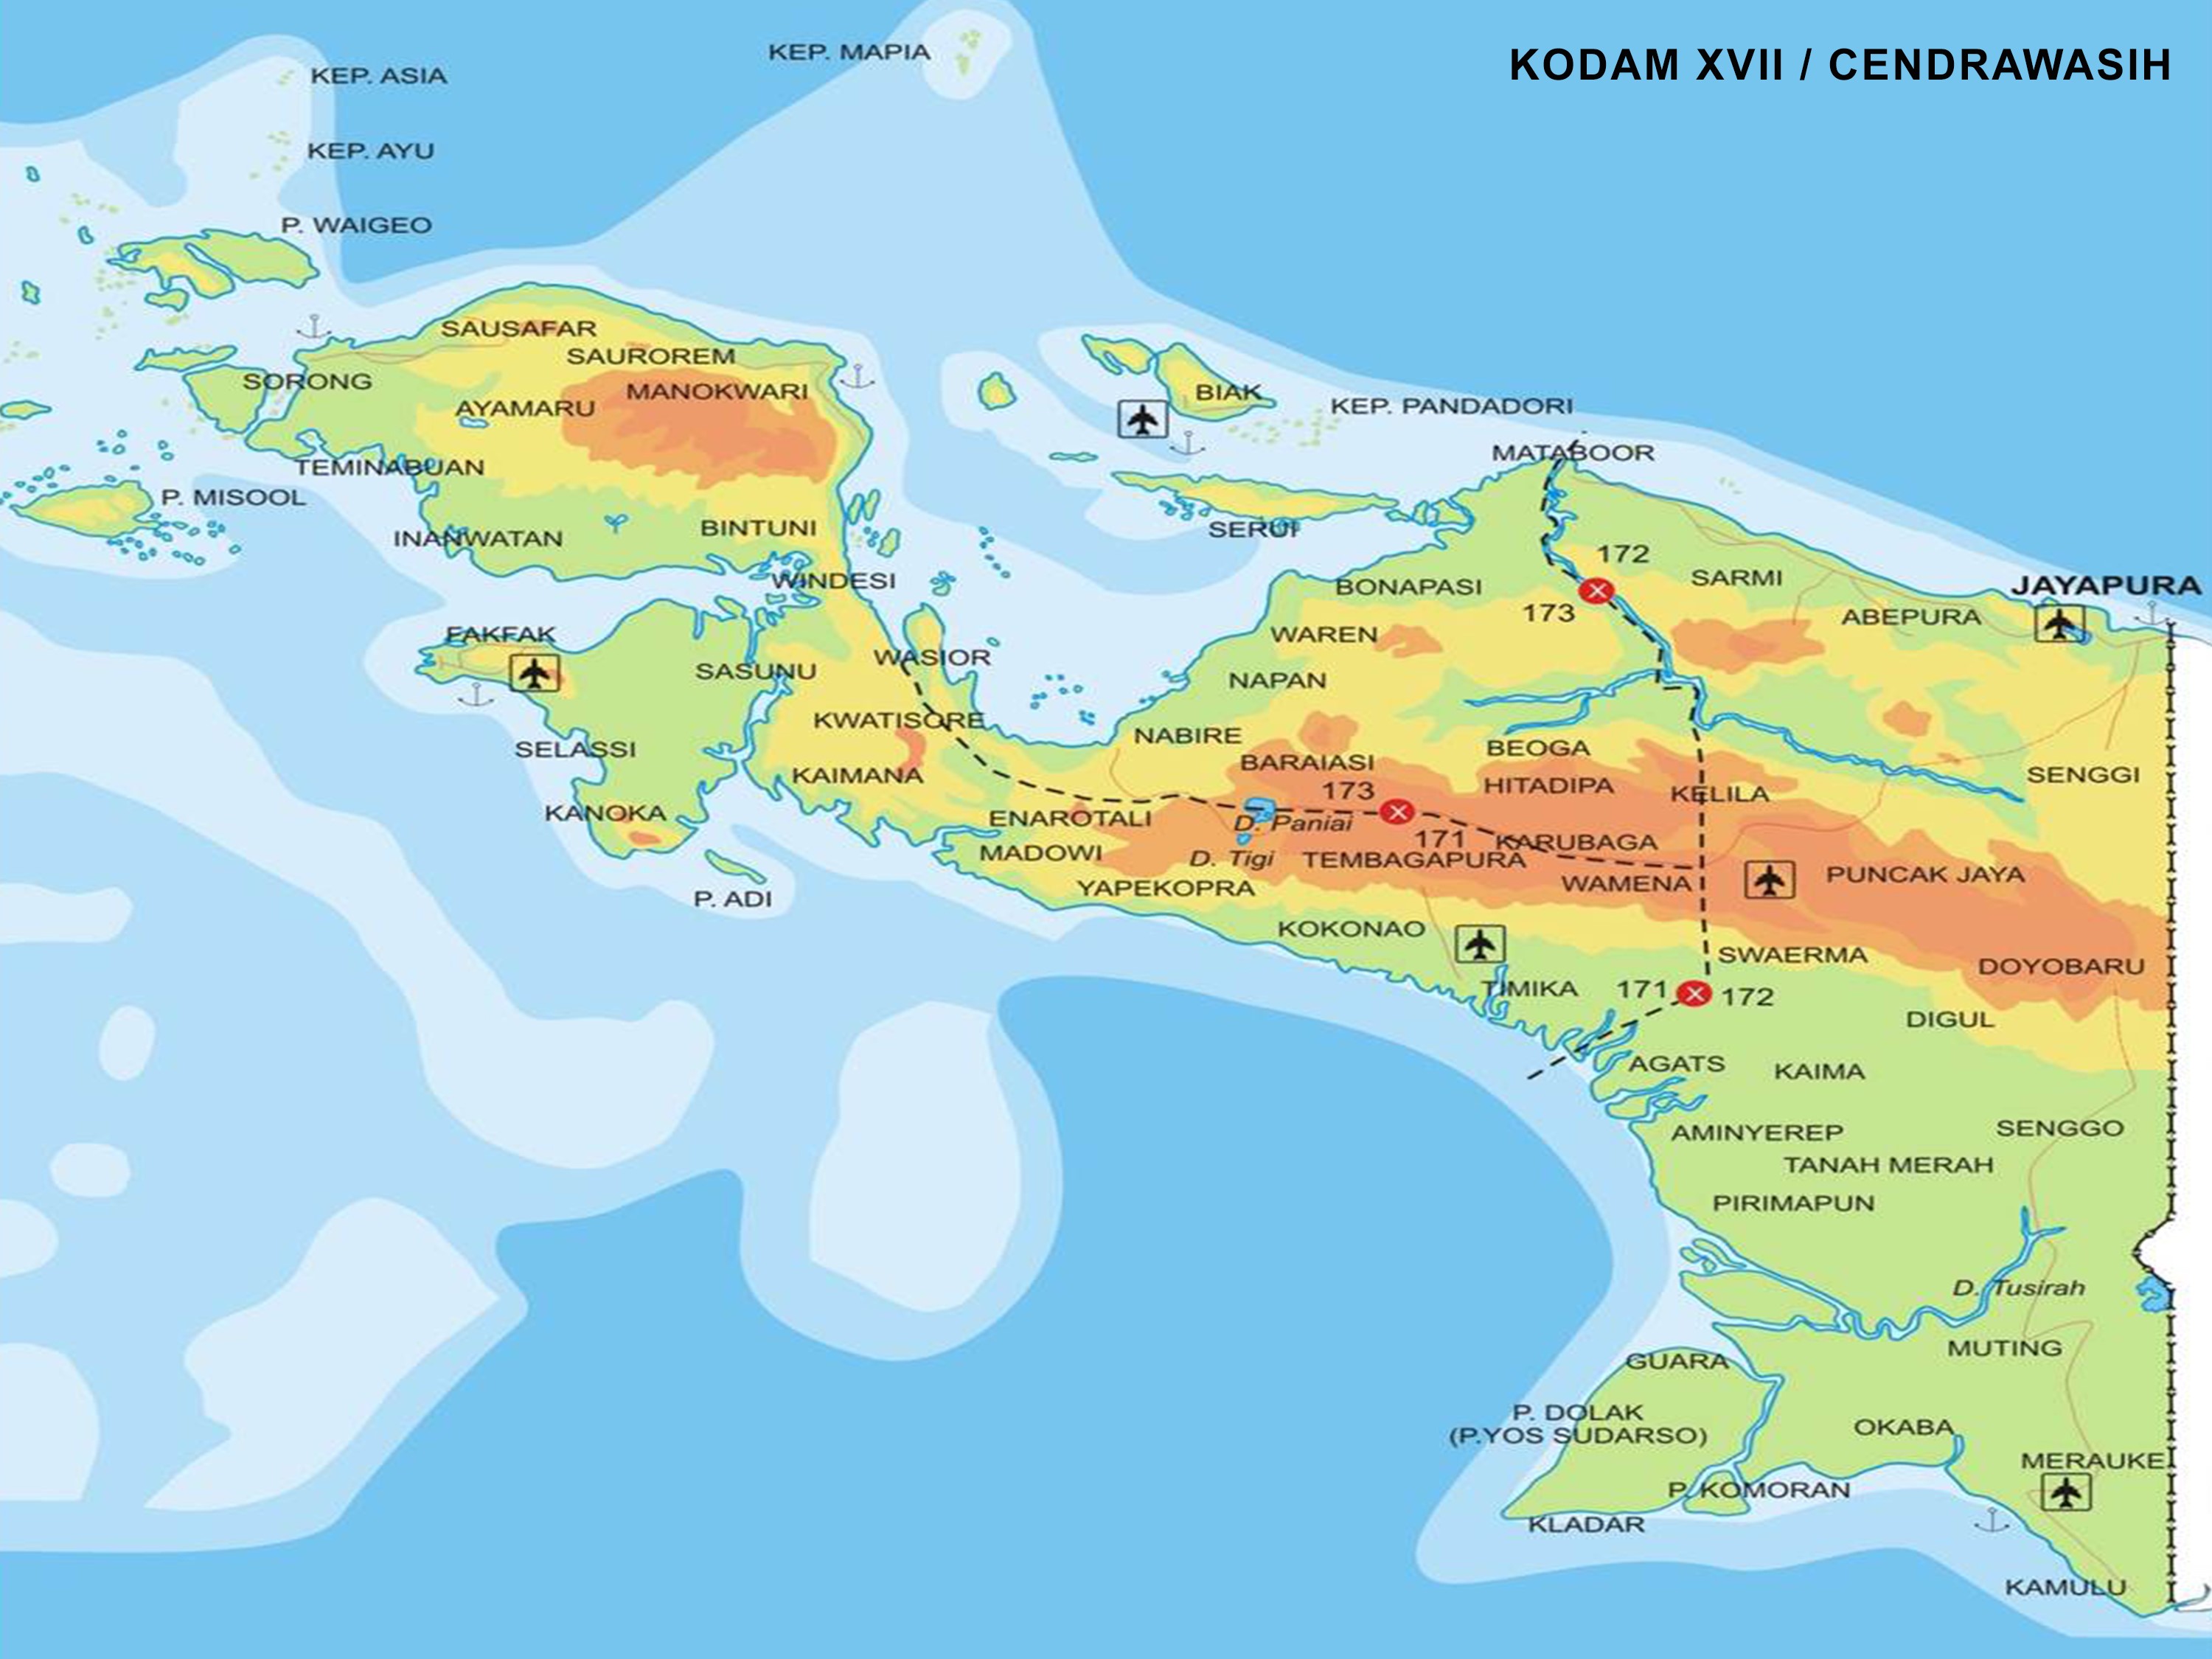 KODAM XVII / CENDRAWASIH
KEP. MAPIA
KEP. ASIA
KEP. AYU
P. WAIGEO
SAUSAFAR
SAUROREM
SORONG
MANOKWARI
AYAMARU
BIAK
KEP. PANDADORI
MATABOOR
TEMINABUAN
P. MISOOL
BINTUNI
SERUI
INANWATAN
172
WINDESI
BONAPASI
SARMI
JAYAPURA
173
ABEPURA
FAKFAK
WAREN
WASIOR
SASUNU
NAPAN
KWATISORE
NABIRE
SELASSI
BEOGA
BARAIASI
KAIMANA
SENGGI
HITADIPA
173
KELILA
KANOKA
ENAROTALI
D. Paniai
171
KARUBAGA
MADOWI
D. Tigi
TEMBAGAPURA
PUNCAK JAYA
WAMENA
YAPEKOPRA
P. ADI
KOKONAO
SWAERMA
DOYOBARU
TIMIKA
171
172
DIGUL
AGATS
KAIMA
AMINYEREP
SENGGO
TANAH MERAH
PIRIMAPUN
D. Tusirah
MUTING
GUARA
P. DOLAK
(P.YOS SUDARSO)
OKABA
MERAUKE
P. KOMORAN
KLADAR
KAMULU